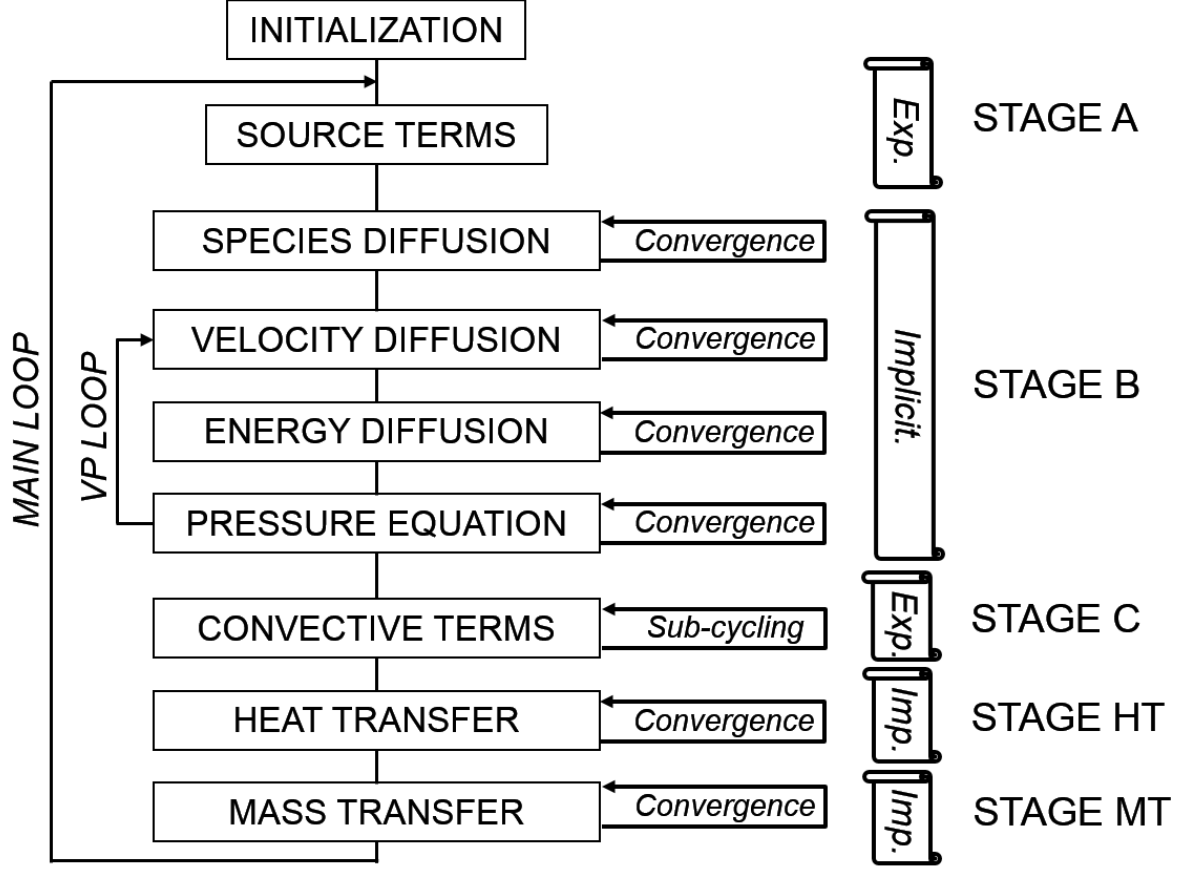 INITIALIZATION
SOURCE TERMS
Exp.
STAGE A
SPECIES DIFFUSION
Convergence
VELOCITY DIFFUSION
Convergence
ENERGY DIFFUSION
Convergence
PRESSURE EQUATION
Convergence
Implicit.
STAGE B
MAIN LOOP
VP LOOP
CONVECTIVE TERMS
Sub-cycling
Exp.
STAGE C
HEAT TRANSFER
Convergence
Imp.
STAGE HT
MASS TRANSFER
Convergence
Imp.
STAGE MT